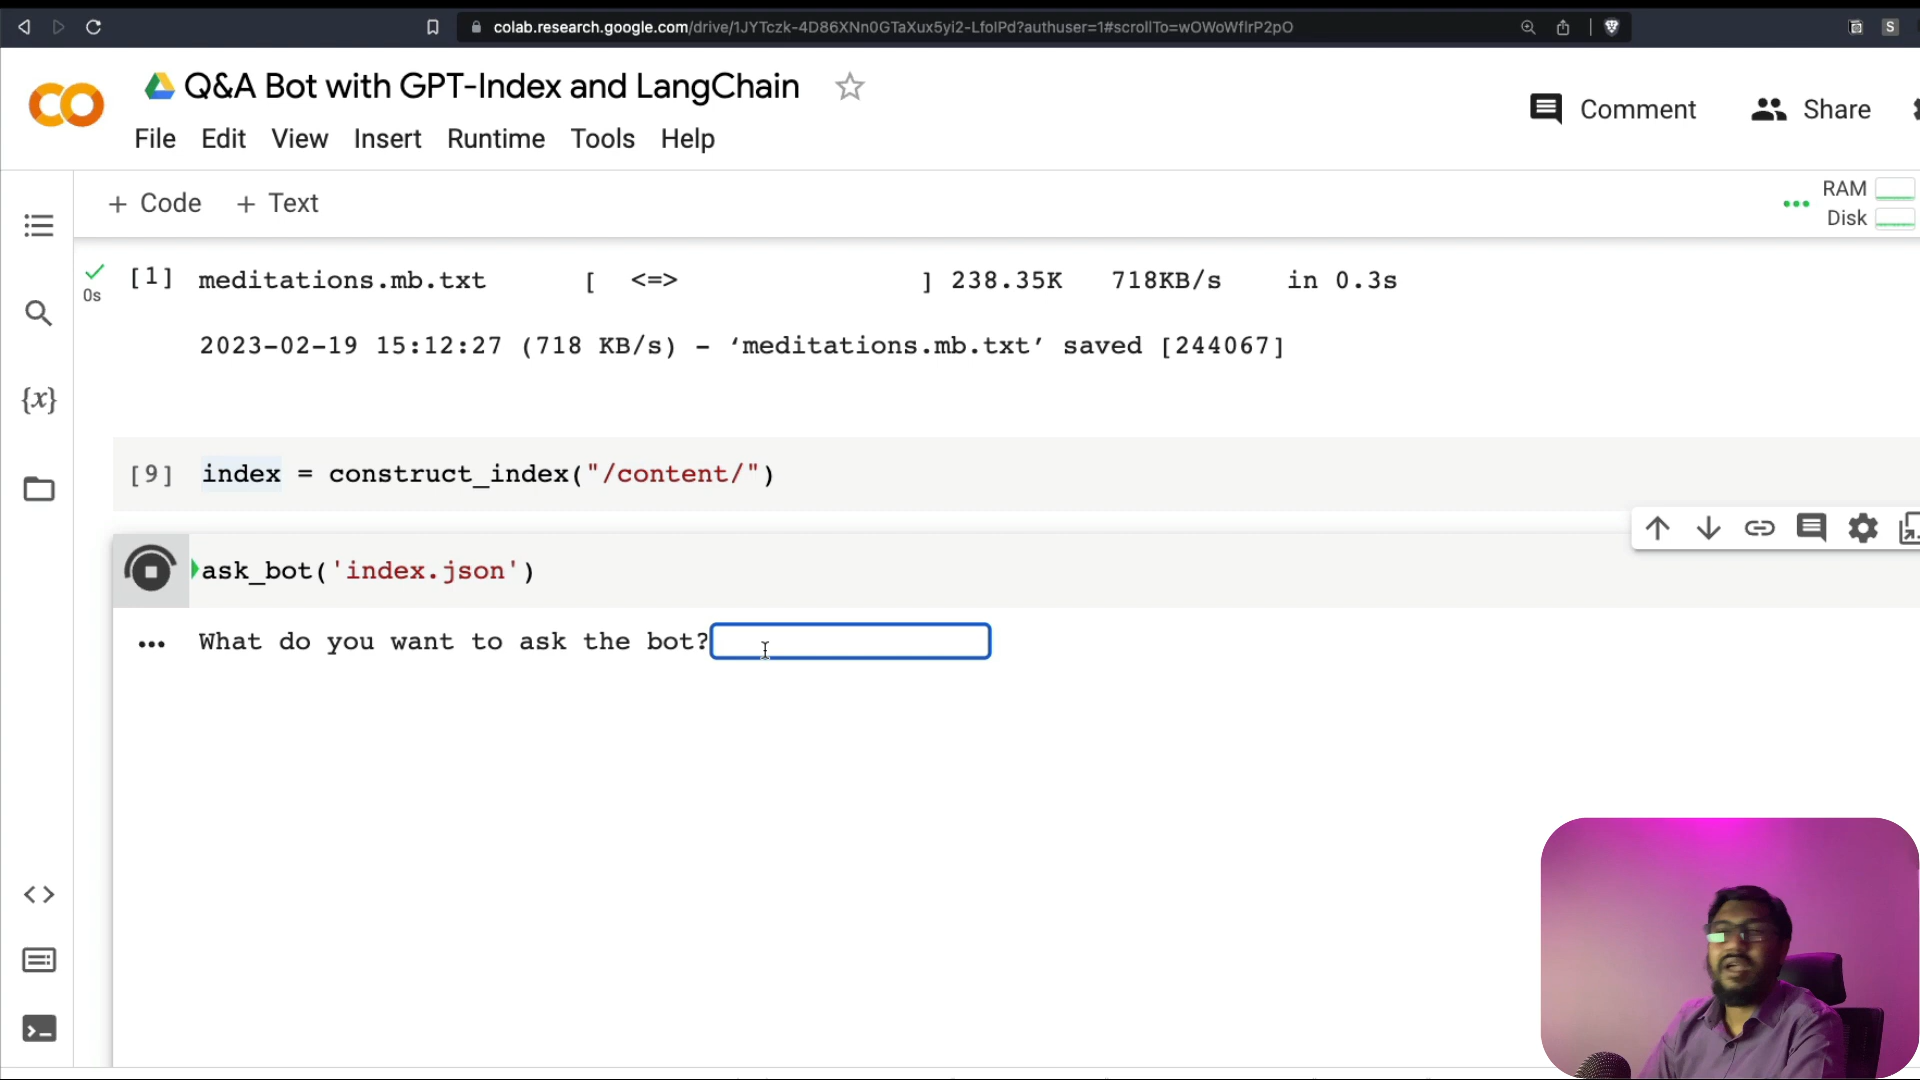 colab.research.google.com/drive/1JYTczk-4D86XNn0GTaXux5yi2-LfolPd?authuser=1#scrollTo=wOWoWflrP2pO
S
Q&A Bot with GPT-Index and LangChain
Comment
Share
File Edit View Insert Runtime Tools Help
+ Code + Text
RAM
Disk
[1] meditations.mb.txt [ <=> ] 238.35K 718KB/s in 0.3s
0s
2023-02-19 15:12:27 (718 KB/s) – ‘meditations.mb.txt’ saved [244067]
{x}
[9] index = construct_index("/content/")
ask_bot('index.json')
What do you want to ask the bot?